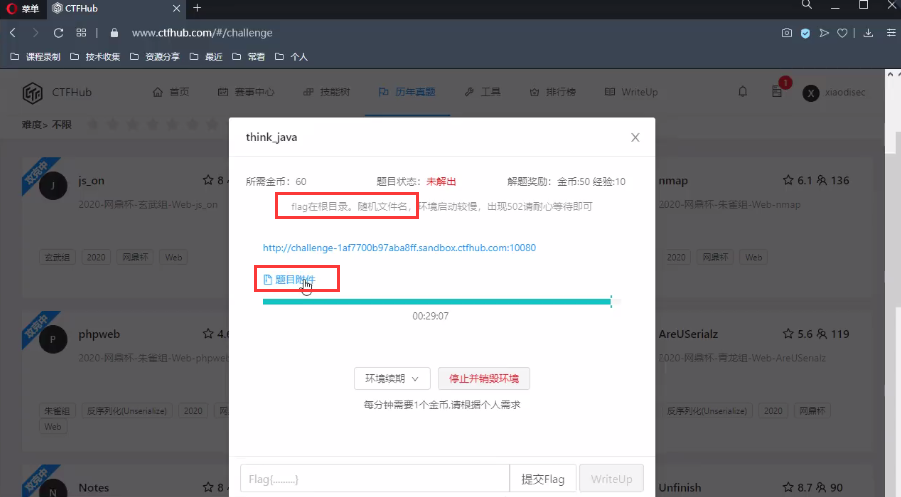 菜单 CTFHub
www.ctfhub.com/#/challenge
课程录制 技术收集 资源分享 最近 常看 个人
CTFHub 首页 赛事中心 技能树 历年真题 工具 排行榜 WriteUp 1 X xiaodisec
难度> 不限
think_java
所需金币：60 题目状态：未解出 解题奖励：金币:50 经验:10
flag在根目录。随机文件名，环境启动较慢，出现502请耐心等待即可
http://challenge-1af7700b97aba8ff.sandbox.ctfhub.com:10080
题目附件
00:29:07
环境续期 停止并销毁环境
每分钟需要1个金币,请根据个人需求
Flag{........} 提交Flag WriteUp
攻克中
J js_on 8
2020-网鼎杯-玄武组-Web-js_on
玄武组 2020 网鼎杯 Web
nmap 6.1 136
2020-网鼎杯-朱雀组-Web-nmap
2020 网鼎杯 Web
攻克中
P phpweb 4.6
2020-网鼎杯-朱雀组-Web-phpwe
朱雀组 反序列化(Unserialize) 2020
Web
AreUSerialz 5.6 119
2020-网鼎杯-青龙组-Web-AreUSerialz
反序列化(Unserialize) 2020 网鼎杯
N Notes 8
Unfinish 8.7 90